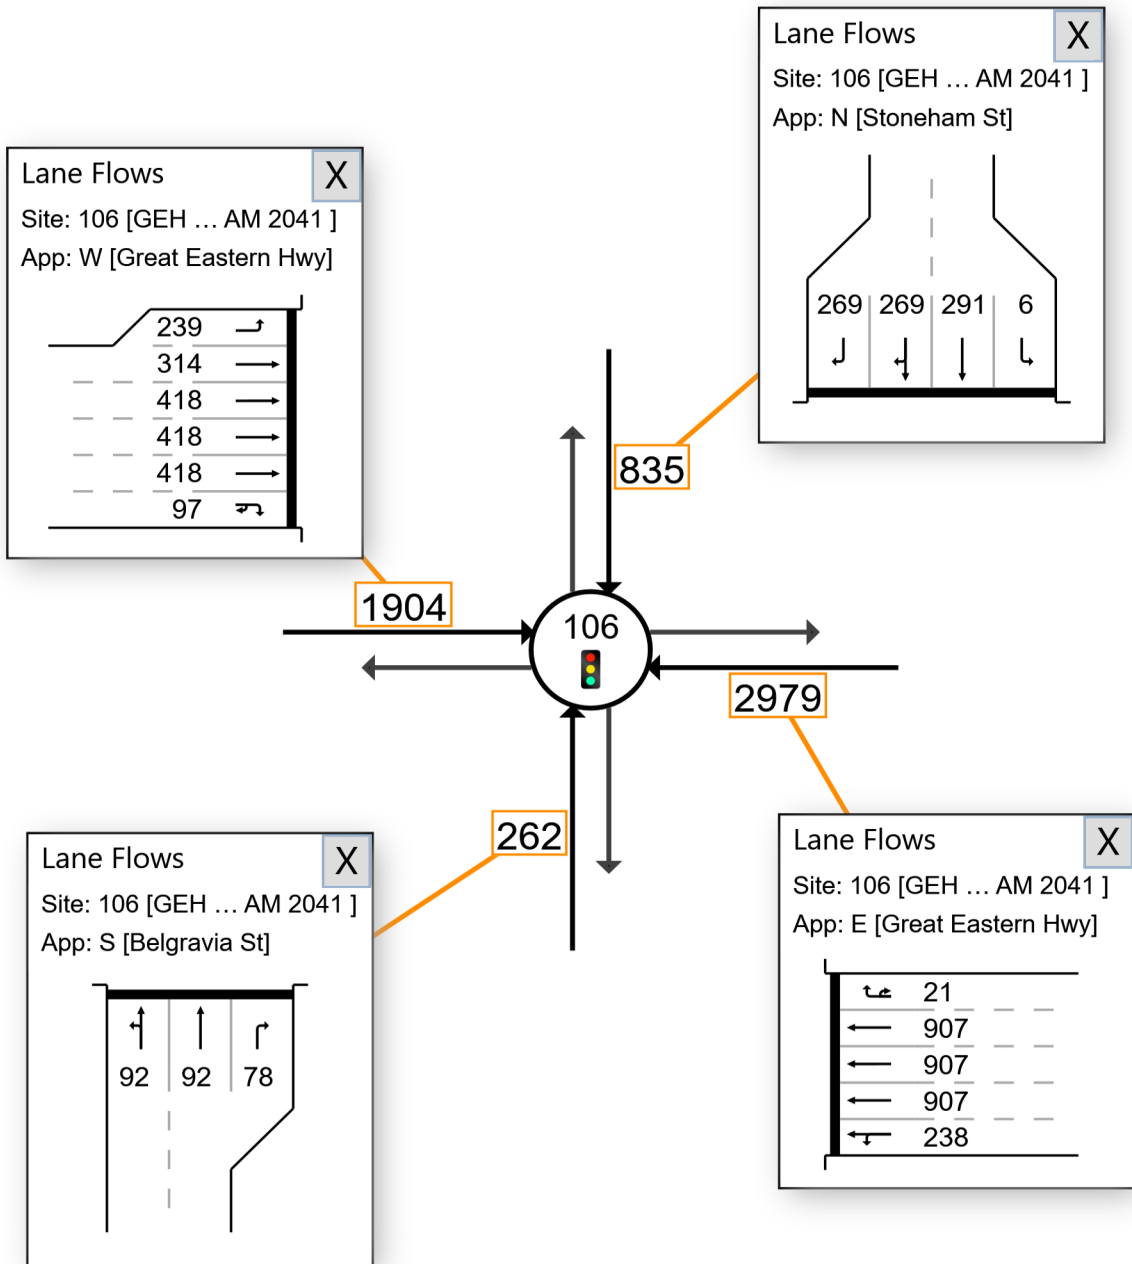 Lane Flows X
Site: 106 [GEH ... AM 2041 ]
App: N [Stoneham St]
269 269 291 6
Lane Flows X
Site: 106 [GEH ... AM 2041 ]
App: W [Great Eastern Hwy]
239
314
418
418
418
97
835
1904
106
2979
262
Lane Flows X
Site: 106 [GEH ... AM 2041 ]
App: S [Belgravia St]
92 92 78
Lane Flows X
Site: 106 [GEH ... AM 2041 ]
App: E [Great Eastern Hwy]
21
907
907
907
238